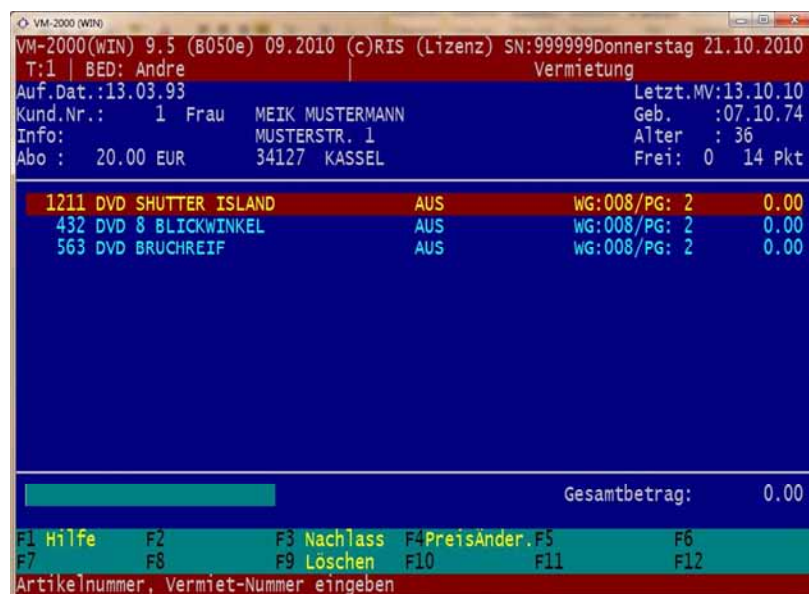 VM-2000 (WIN)
VM-2000(WIN) 9.5 (B050e) 09.2010 (c)RIS (Lizenz) SN:999999Donnerstag 21.10.2010
T:1 | BED: Andre | Vermietung
Auf.Dat.:13.03.93 Letzt.MV:13.10.10
Kund.Nr.: 1 Frau MEIK MUSTERMANN Geb. :07.10.74
Info: MUSTERSTR. 1 Alter : 36
Abo : 20.00 EUR 34127 KASSEL Frei: 0 14 Pkt
1211 DVD SHUTTER ISLAND AUS WG:008/PG: 2 0.00
432 DVD 8 BLICKWINKEL AUS WG:008/PG: 2 0.00
563 DVD BRUCHREIF AUS WG:008/PG: 2 0.00
Gesamtbetrag: 0.00
F1 Hilfe F2 F3 Nachlass F4PreisÄnder.F5 F6
F7 F8 F9 Löschen F10 F11 F12
Artikelnummer, Vermiet-Nummer eingeben